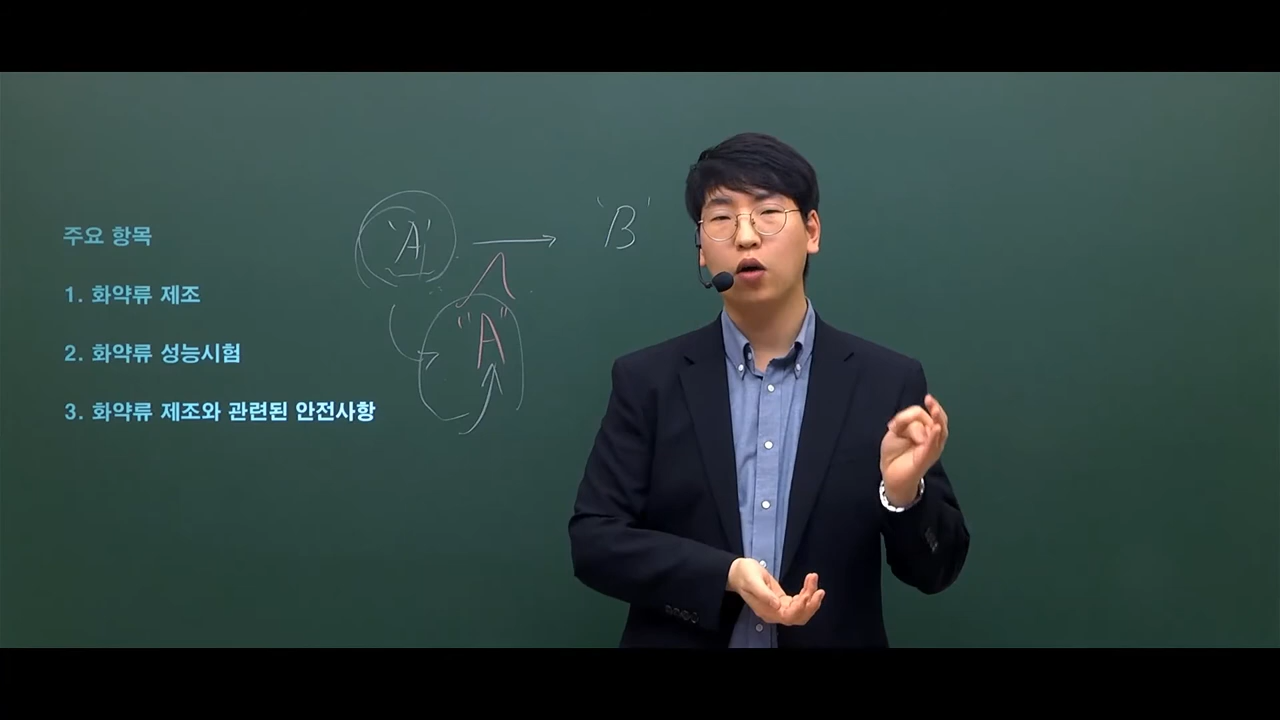 주요 항목
1. 화약류 제조
2. 화약류 성능시험
3. 화약류 제조와 관련된 안전사항
'A' → 'B'
"A"